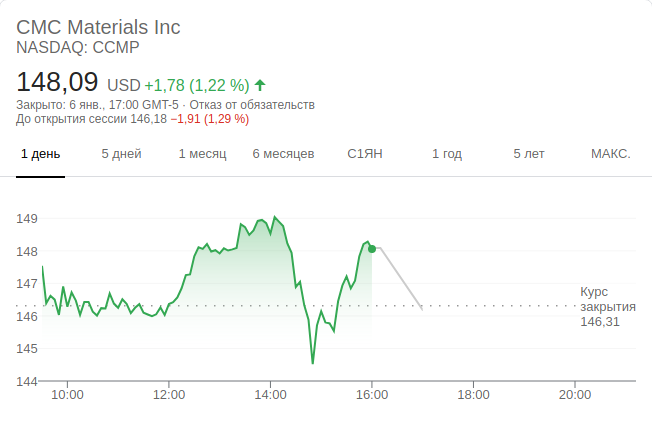 CMC Materials Inc
NASDAQ: CCMP
148,09 USD +1,78 (1,22 %)
Закрыто: 6 янв., 17:00 GMT-5 · Отказ от обязательств
До открытия сессии 146,18 −1,91 (1,29 %)
1 день 5 дней 1 месяц 6 месяцев С1ЯН 1 год 5 лет МАКС.
149
148
147
Курс
закрытия
146,31
146
145
144
10:00 12:00 14:00 16:00 18:00 20:00